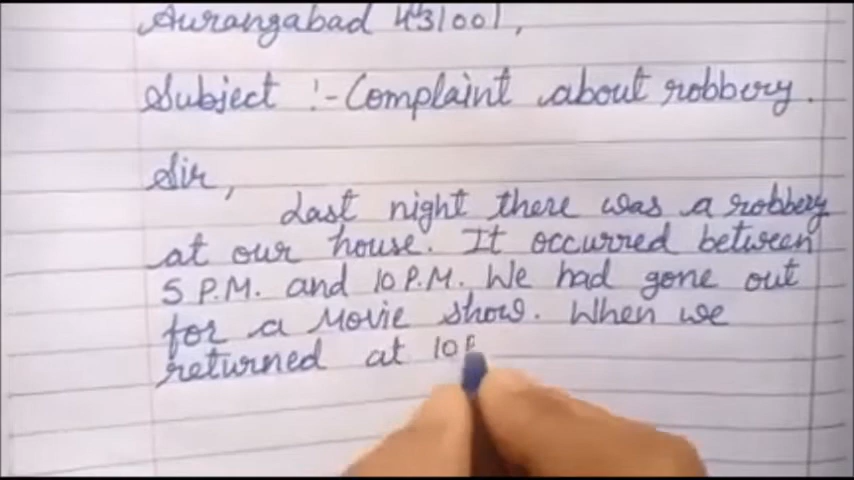 Aurangabad 431001,
Subject :- Complaint about robbery.
Sir,
Last night there was a robbery
at our house. It occurred between
5 P.M. and 10 P.M. We had gone out
for a Movie show. When we
returned at 10 P